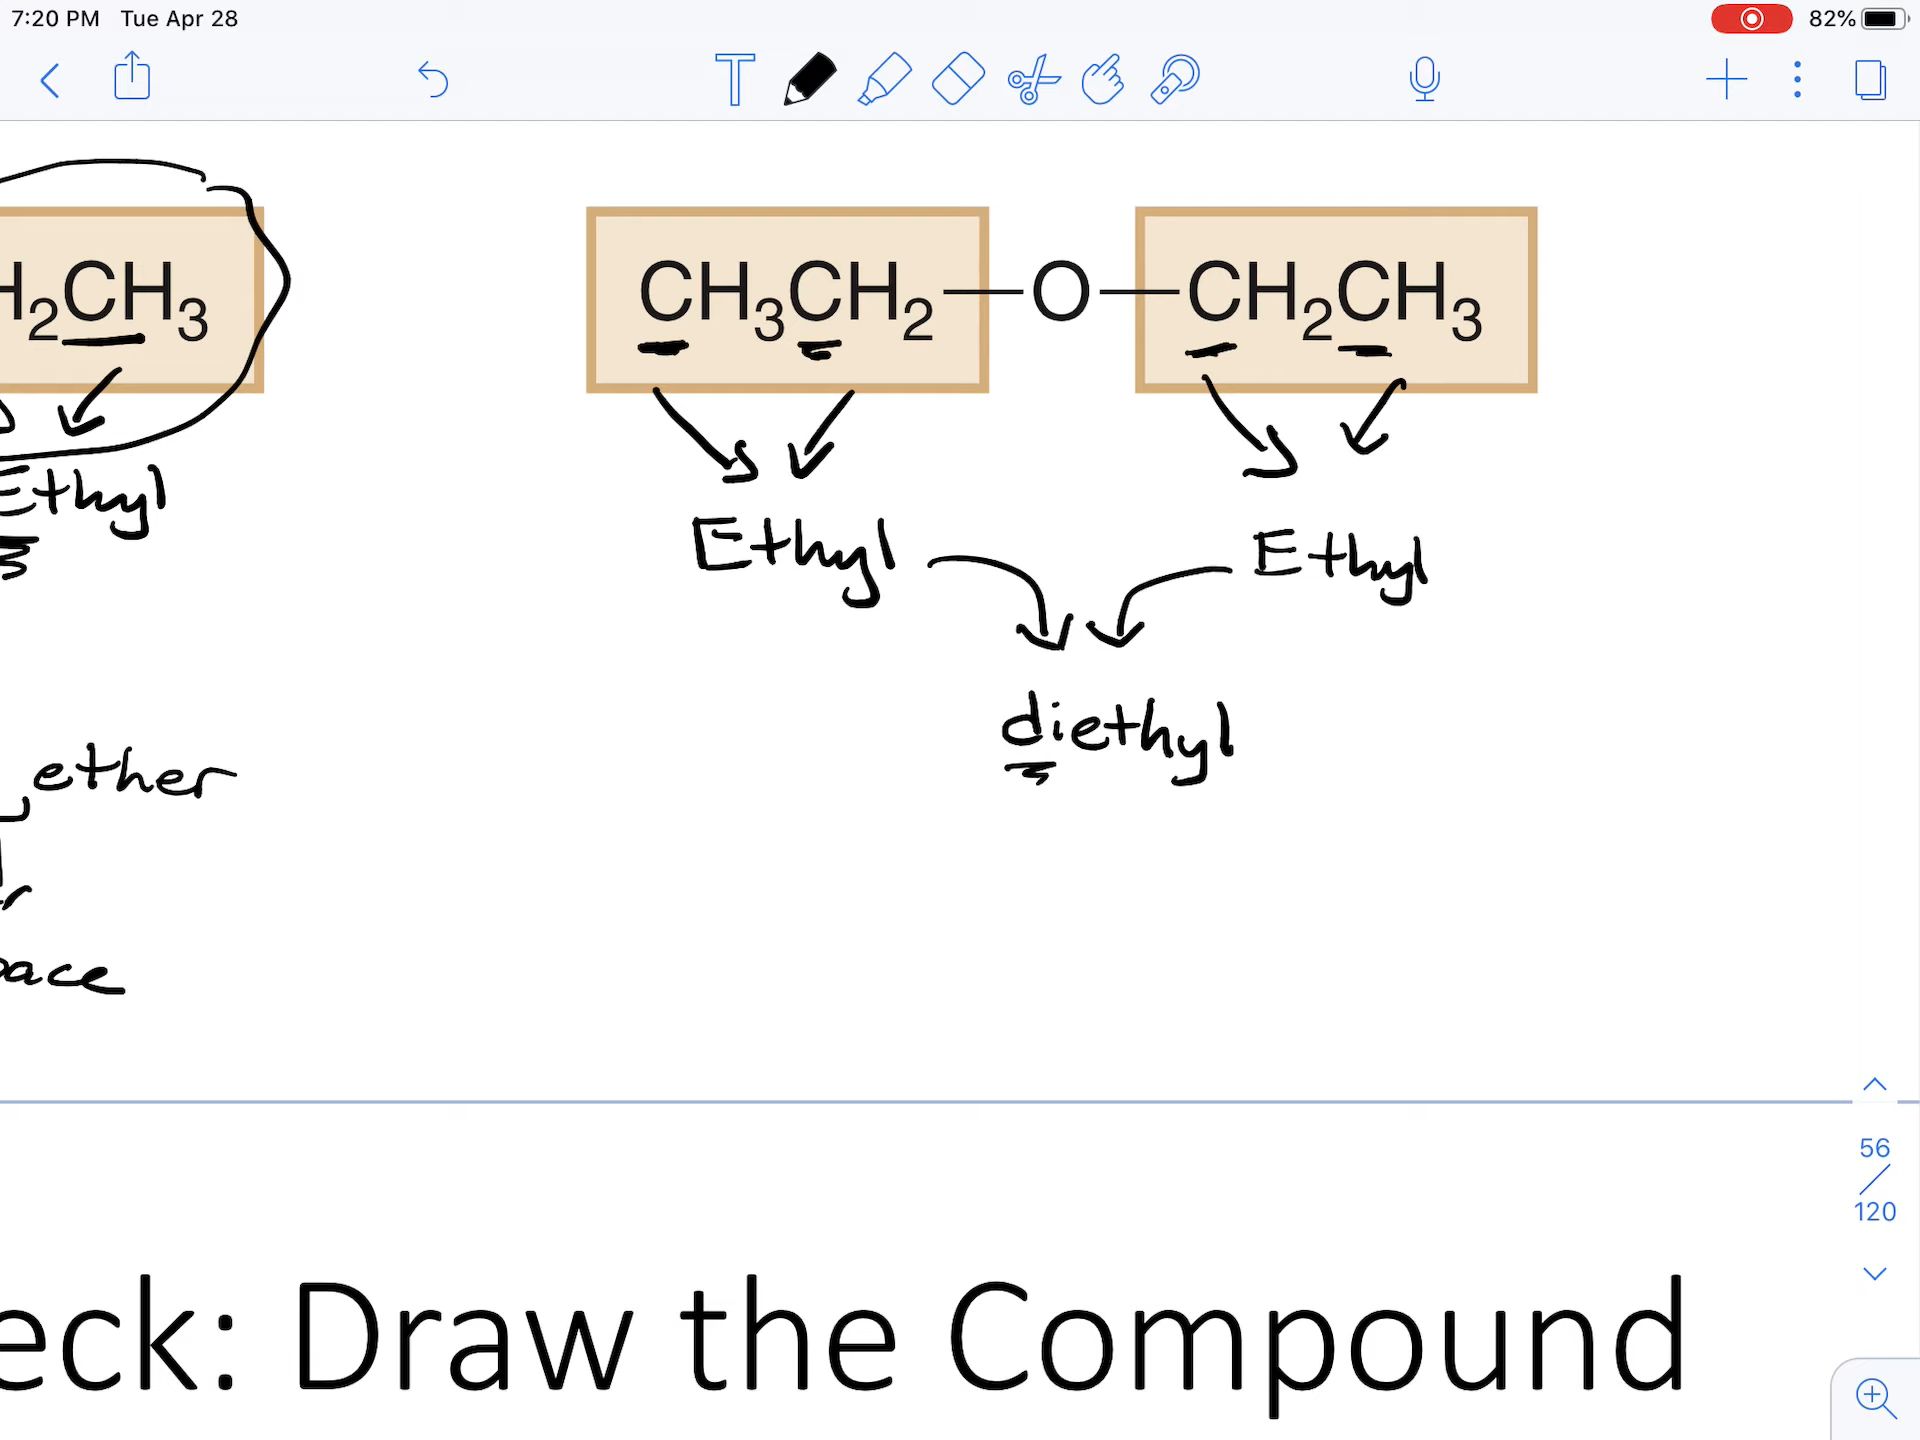 7:20 PM Tue Apr 28
82%
T
H2CH3
CH3CH2—O—CH2CH3
Ethyl
Ethyl
Ethyl
diethyl
ether
56
120
eck: Draw the Compound